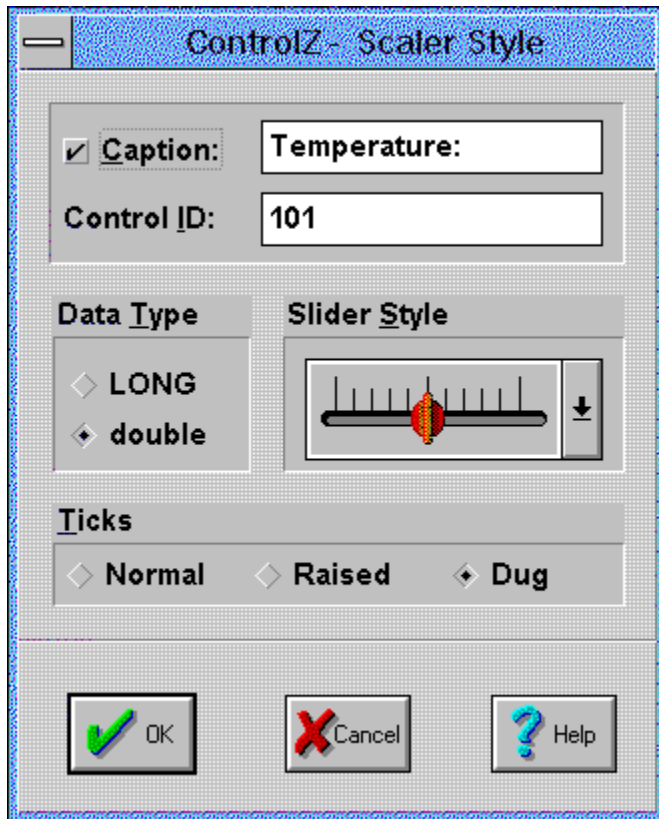 ControlZ - Scaler Style
Caption: Temperature:
Control ID: 101
Data Type Slider Style
LONG
double
Ticks
Normal Raised Dug
OK Cancel Help